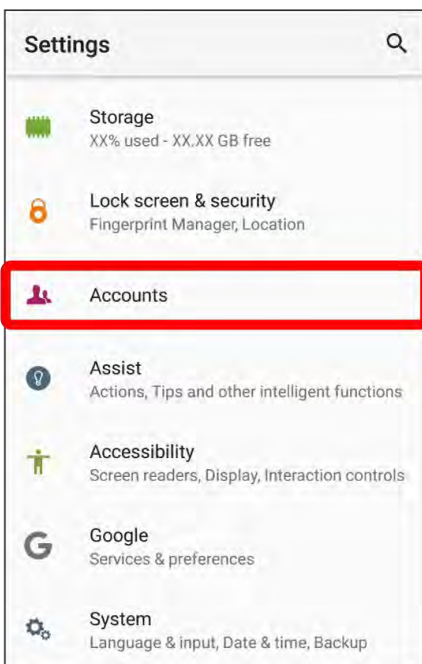 Settings
Storage
XX% used - XX.XX GB free
Lock screen & security
Fingerprint Manager, Location
Accounts
Assist
Actions, Tips and other intelligent functions
Accessibility
Screen readers, Display, Interaction controls
Google
Services & preferences
System
Language & input, Date & time, Backup